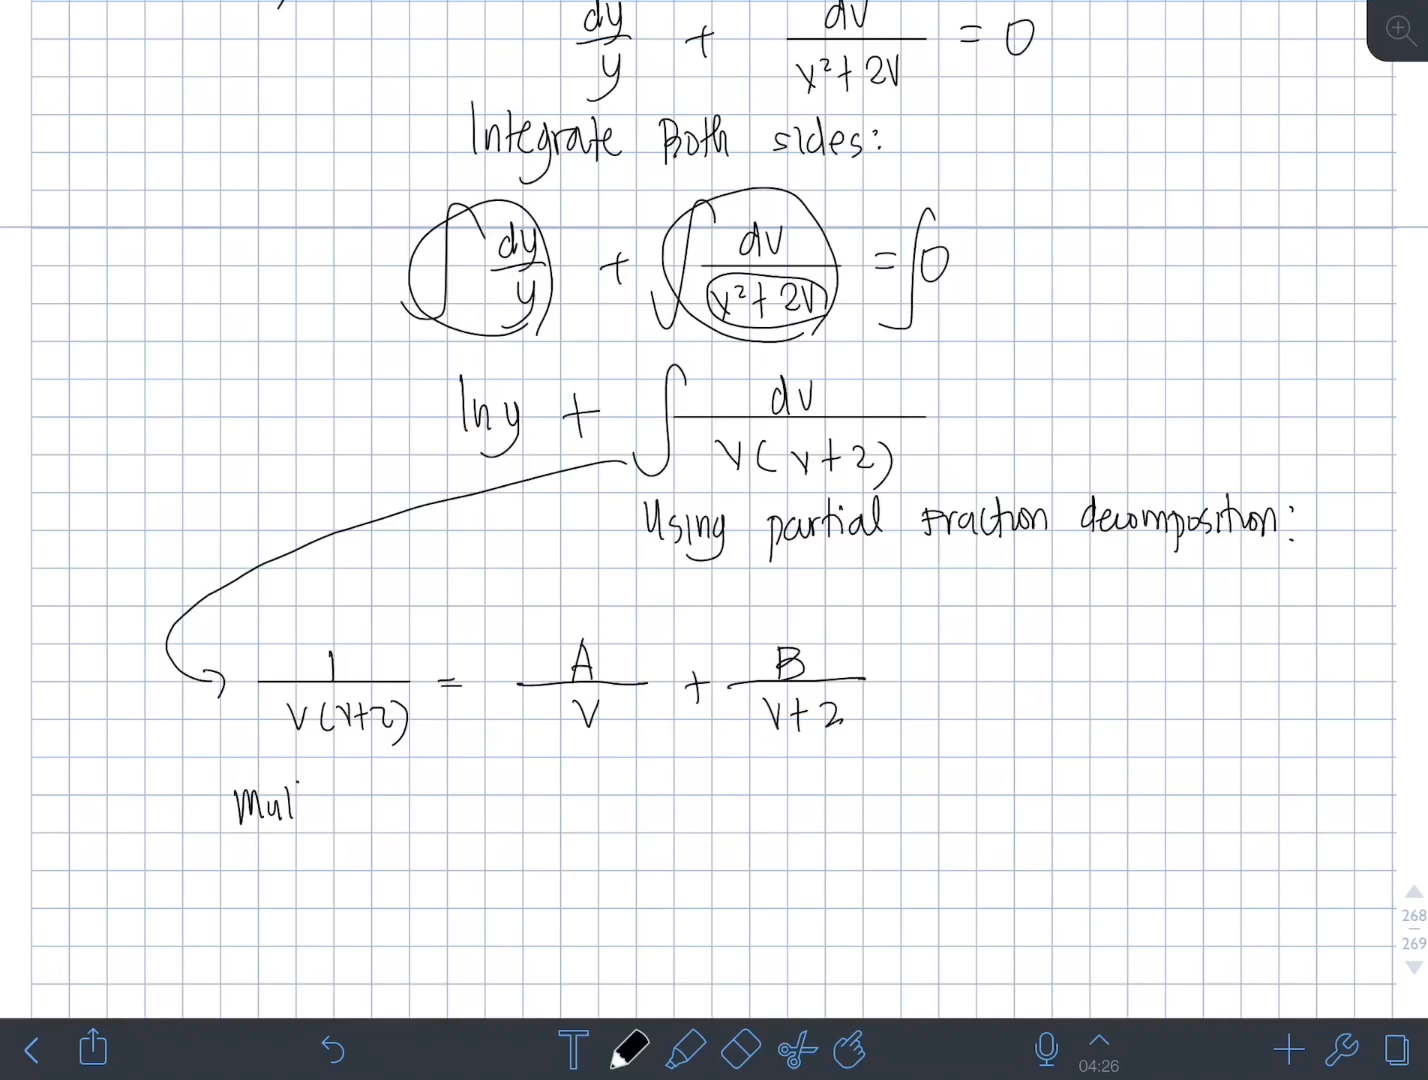 dy/y + dv/v²+2v = 0
Integrate Both sides:
∫ dy/y + ∫ dv/v²+2v = ∫0
ln y + ∫ dv/v(v+2)
Using partial Fraction decomposition:
1/v(v+2) = A/v + B/v+2
Mul
268
269
T
04:26